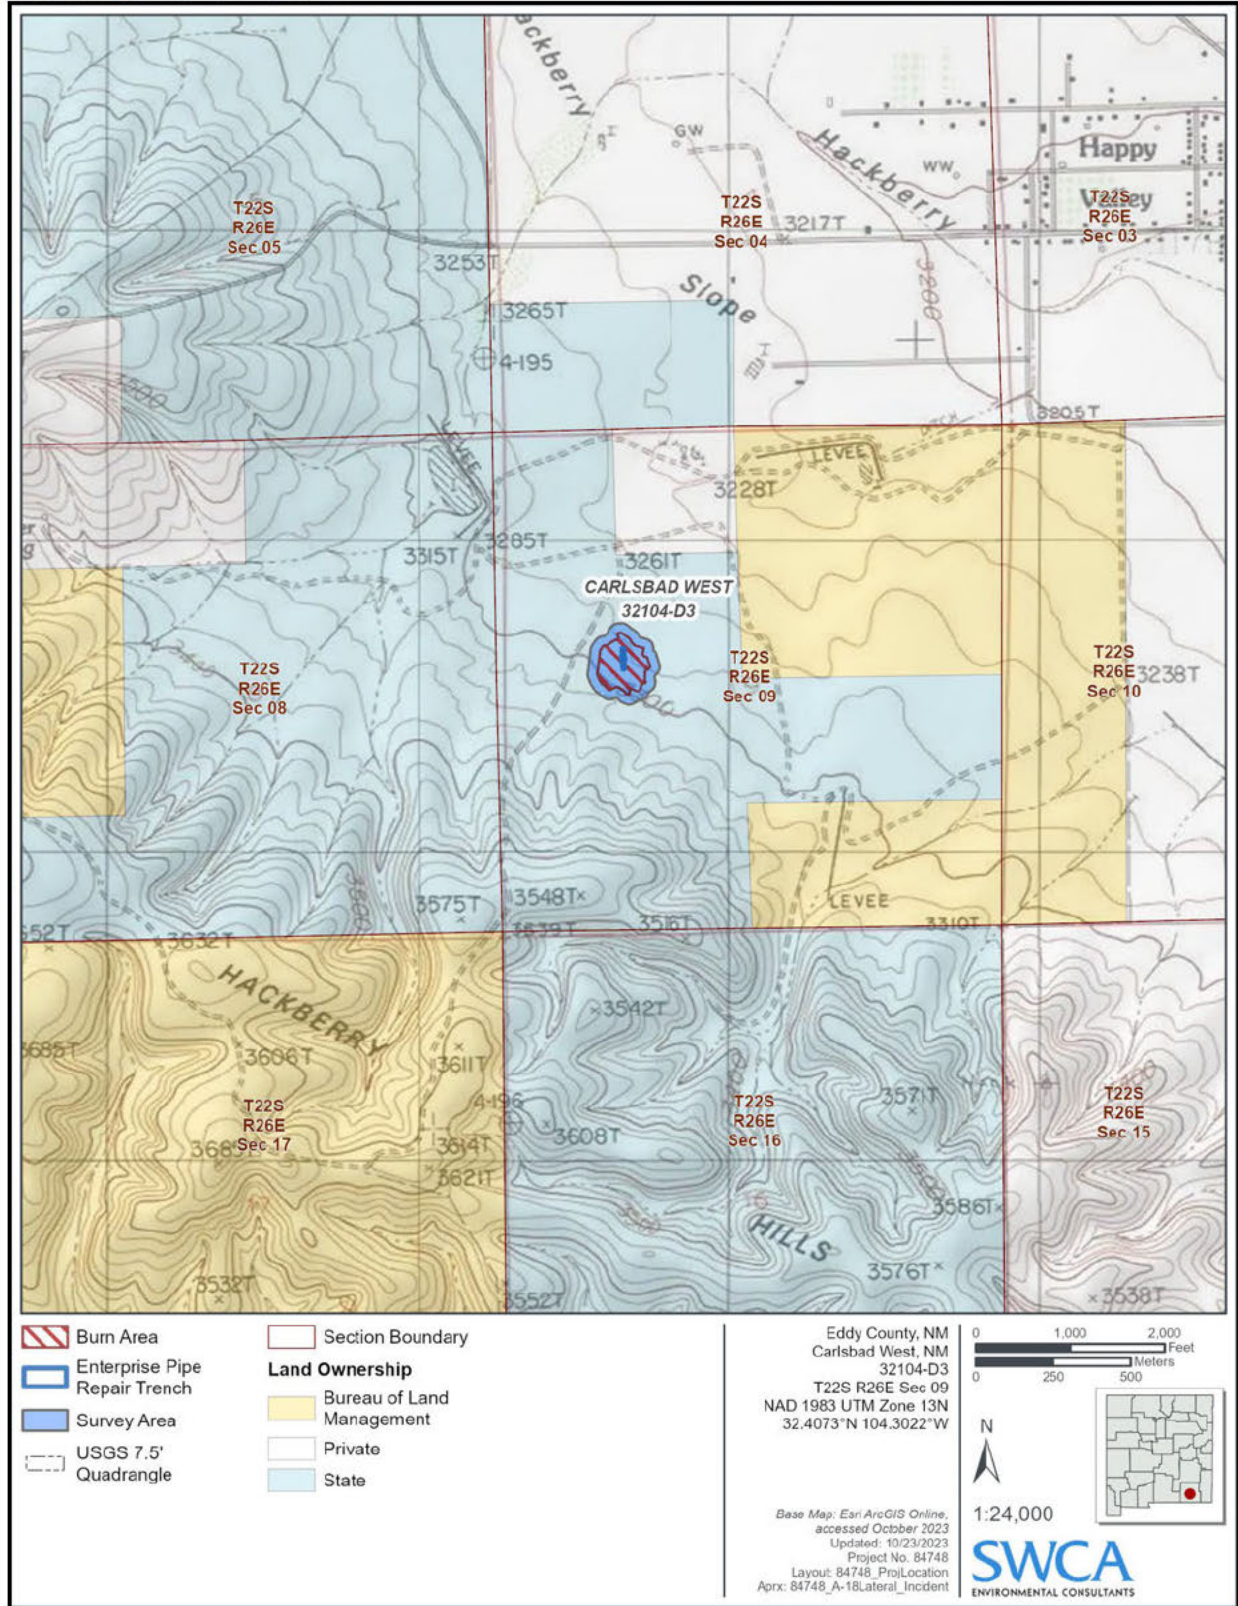 Hackberry
GW
Hackberry
WW
Happy
Valley
T22S
R26E
Sec 05
T22S
R26E
Sec 04
3217T
T22S
R26E
Sec 03
3253T
Slope
3200
3265T
4-195
3205T
LEVEE
LEVEE
3228T
3315T
3285T
3261T
CARLSBAD WEST
32104-D3
T22S
R26E
Sec 08
T22S
R26E
Sec 09
T22S
R26E
Sec 10
3238T
3575T
3548T
LEVEE
3516T
3310T
3632T
3639T
HACKBERRY
3542T
3685T
3606T
3611T
3571T
T22S
R26E
Sec 17
4-196
3608T
T22S
R26E
Sec 16
T22S
R26E
Sec 15
3614T
3621T
3586T
HILLS
3500
3576T
3532T
3552T
3538T
Burn Area
Enterprise Pipe
Repair Trench
Survey Area
USGS 7.5'
Quadrangle
Section Boundary
Land Ownership
Bureau of Land
Management
Private
State
Eddy County, NM
Carlsbad West, NM
32104-D3
T22S R26E Sec 09
NAD 1983 UTM Zone 13N
32.4073°N 104.3022°W
Base Map: Esri ArcGIS Online,
accessed October 2023
Updated: 10/23/2023
Project No. 84748
Layout: 84748_ProjLocation
Aprx: 84748_A-18Lateral_Incident
0 1,000 2,000
Feet
Meters
0 250 500
N
1:24,000
SWCA
ENVIRONMENTAL CONSULTANTS